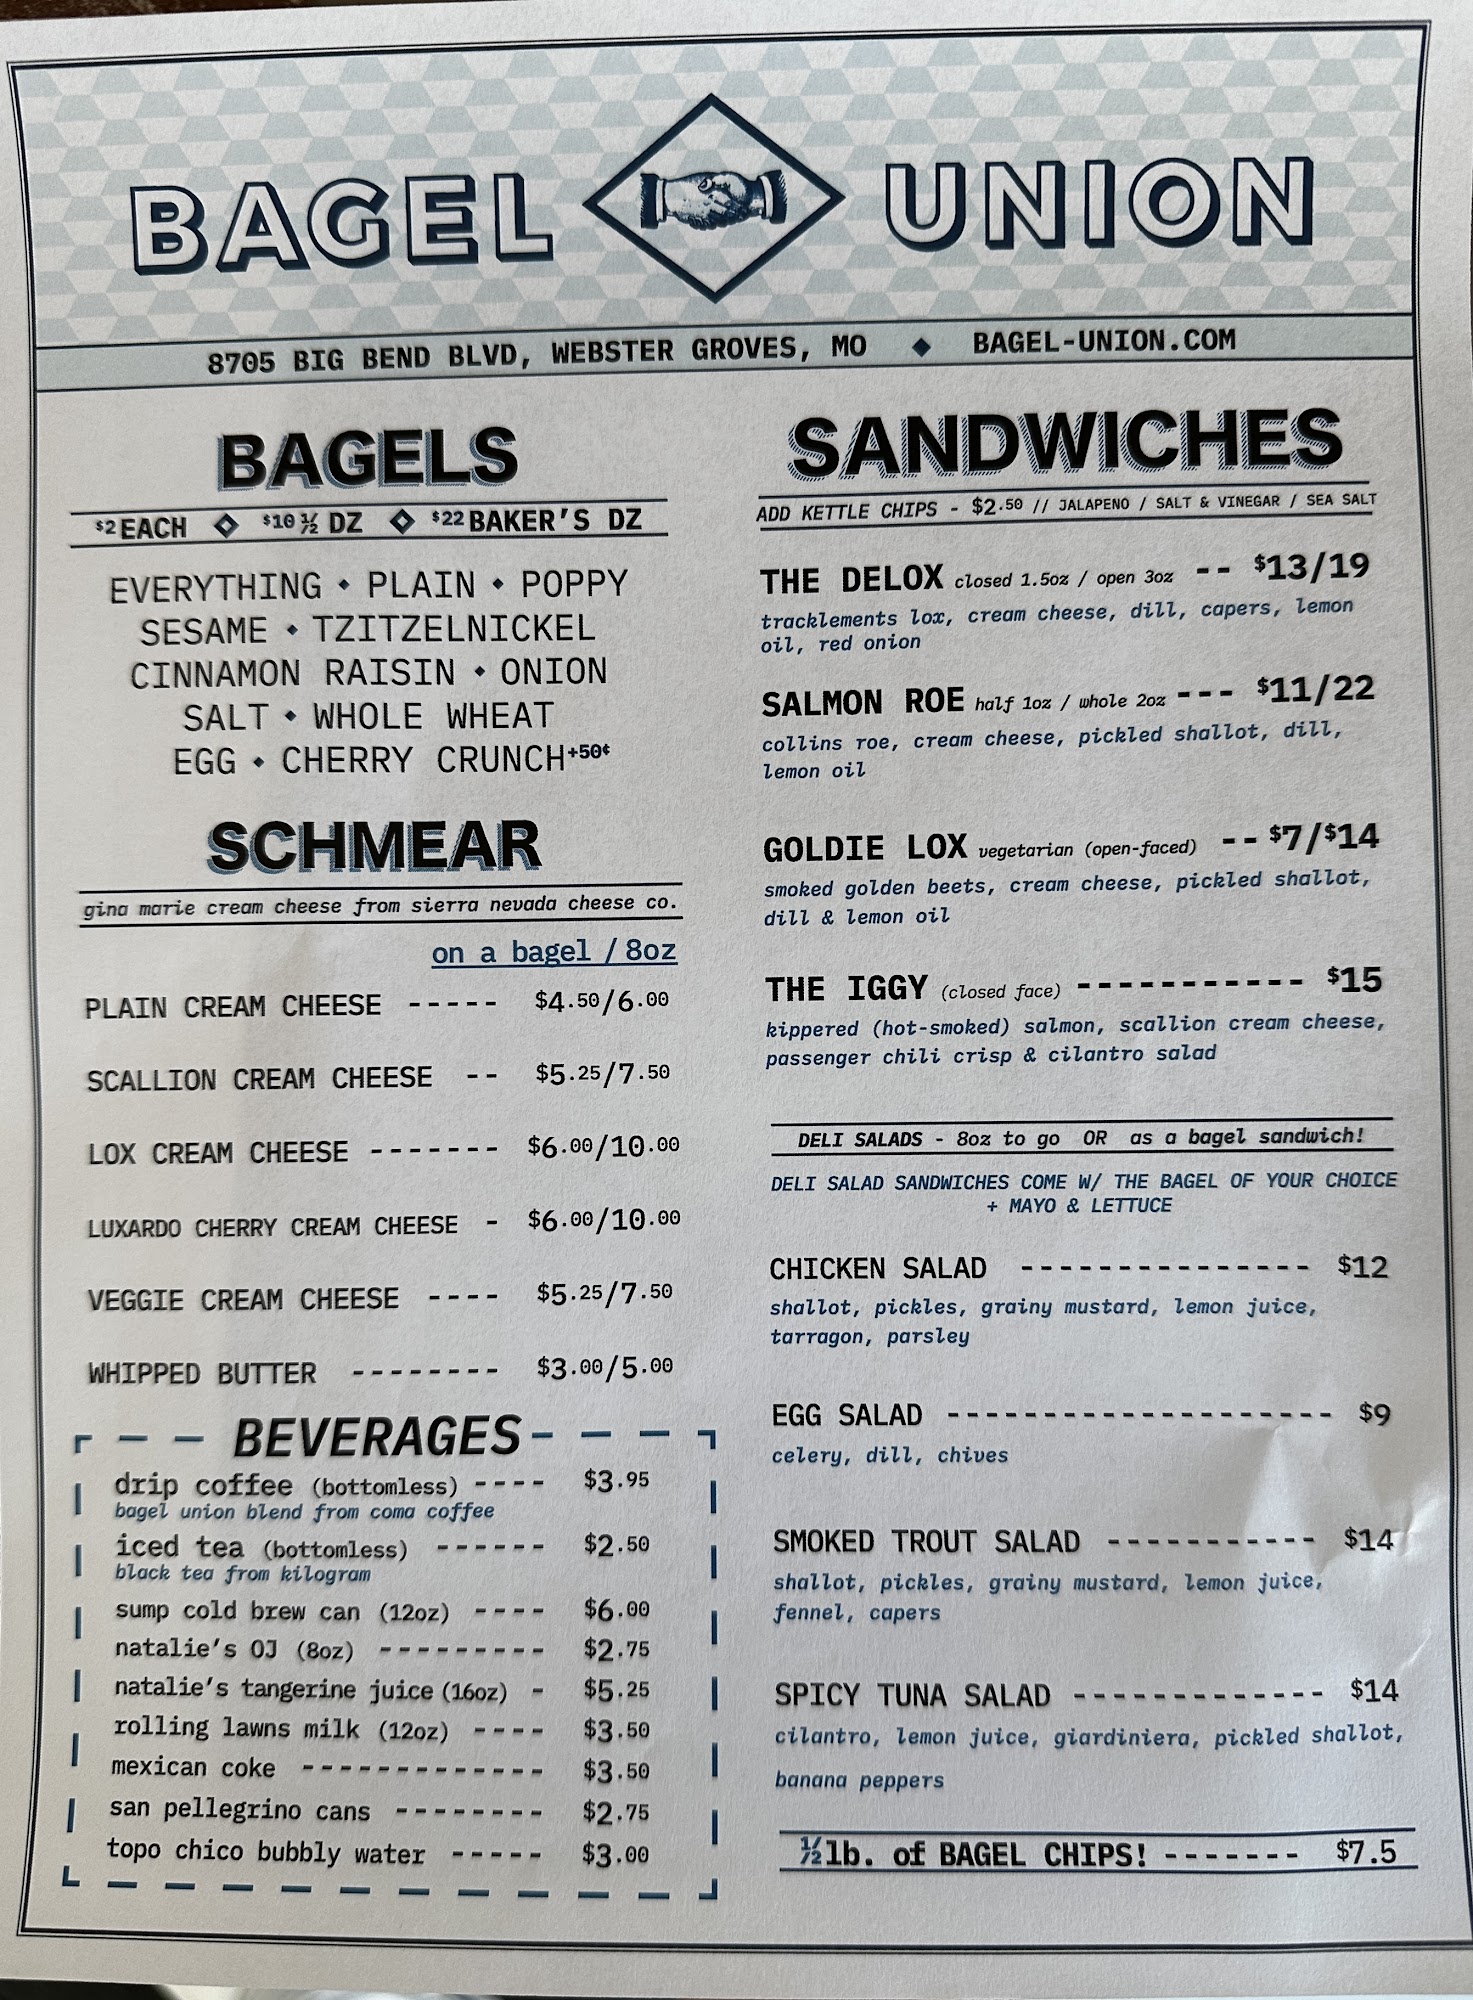 BAGEL UNION
8705 BIG BEND BLVD, WEBSTER GROVES, MO ◆ BAGEL-UNION.COM
BAGELS
$2 EACH ◇ $10 ½ DZ ◇ $22 BAKER'S DZ
EVERYTHING • PLAIN • POPPY
SESAME • TZITZELNICKEL
CINNAMON RAISIN • ONION
SALT • WHOLE WHEAT
EGG • CHERRY CRUNCH+50¢
SCHMEAR
gina marie cream cheese from sierra nevada cheese co.
on a bagel / 8oz
PLAIN CREAM CHEESE ----- $4.50/6.00
SCALLION CREAM CHEESE -- $5.25/7.50
LOX CREAM CHEESE ------- $6.00/10.00
LUXARDO CHERRY CREAM CHEESE - $6.00/10.00
VEGGIE CREAM CHEESE ---- $5.25/7.50
WHIPPED BUTTER -------- $3.00/5.00
BEVERAGES
drip coffee (bottomless) ---- $3.95
bagel union blend from coma coffee
iced tea (bottomless) ------ $2.50
black tea from kilogram
sump cold brew can (12oz) ---- $6.00
natalie's OJ (8oz) --------- $2.75
natalie's tangerine juice (16oz) - $5.25
rolling lawns milk (12oz) ---- $3.50
mexican coke ------------- $3.50
san pellegrino cans -------- $2.75
topo chico bubbly water ----- $3.00
SANDWICHES
ADD KETTLE CHIPS - $2.50 // JALAPENO / SALT & VINEGAR / SEA SALT
THE DELOX closed 1.5oz / open 3oz -- $13/19
tracklements lox, cream cheese, dill, capers, lemon
oil, red onion
SALMON ROE half 1oz / whole 2oz --- $11/22
collins roe, cream cheese, pickled shallot, dill,
lemon oil
GOLDIE LOX vegetarian (open-faced) -- $7/$14
smoked golden beets, cream cheese, pickled shallot,
dill & lemon oil
THE IGGY (closed face) ----------- $15
kippered (hot-smoked) salmon, scallion cream cheese,
passenger chili crisp & cilantro salad
DELI SALADS - 8oz to go OR as a bagel sandwich!
DELI SALAD SANDWICHES COME W/ THE BAGEL OF YOUR CHOICE
+ MAYO & LETTUCE
CHICKEN SALAD --------------- $12
shallot, pickles, grainy mustard, lemon juice,
tarragon, parsley
EGG SALAD -------------------- $9
celery, dill, chives
SMOKED TROUT SALAD ----------- $14
shallot, pickles, grainy mustard, lemon juice,
fennel, capers
SPICY TUNA SALAD ------------- $14
cilantro, lemon juice, giardiniera, pickled shallot,
banana peppers
½lb. of BAGEL CHIPS! ------- $7.5